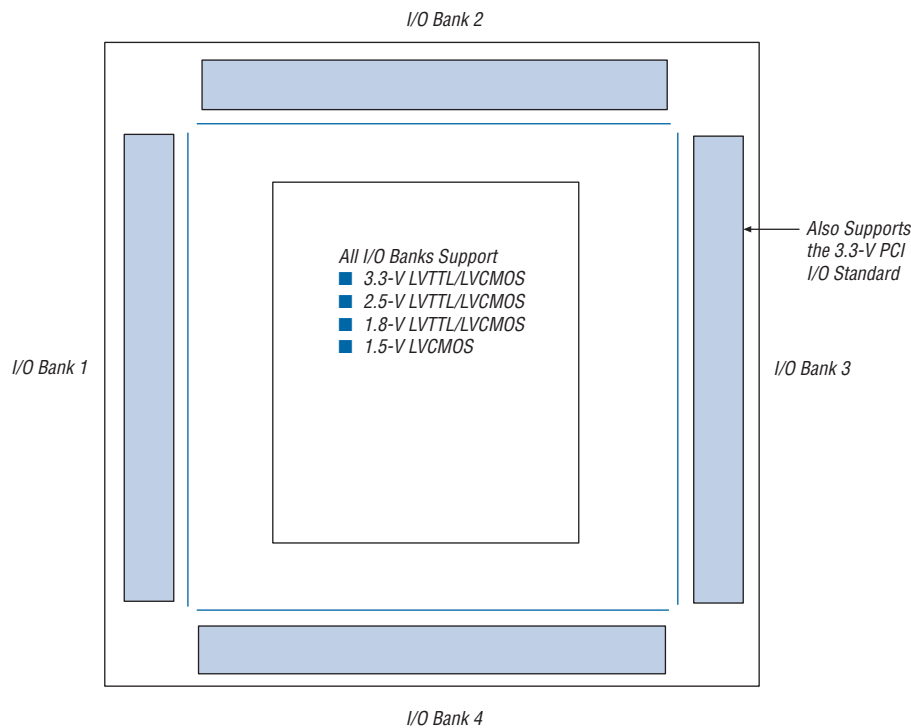 I/O Bank 2
All I/O Banks Support
■ 3.3-V LVTTL/LVCMOS
■ 2.5-V LVTTL/LVCMOS
■ 1.8-V LVTTL/LVCMOS
■ 1.5-V LVCMOS
Also Supports
the 3.3-V PCI
I/O Standard
I/O Bank 1
I/O Bank 3
I/O Bank 4